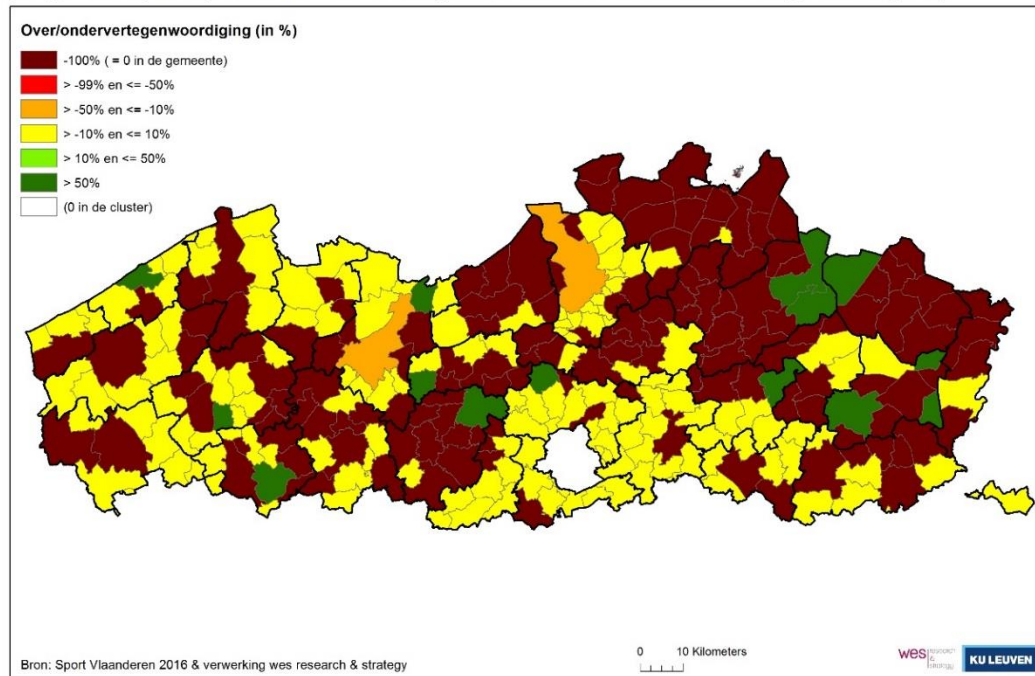 Over/ondervertegenwoordiging (in %)
-100% ( = 0 in de gemeente)
> -99% en <= -50%
> -50% en <= -10%
> -10% en <= 10%
> 10% en <= 50%
> 50%
(0 in de cluster)
Bron: Sport Vlaanderen 2016 & verwerking wes research & strategy
0 10 Kilometers
wes research
&
strategy
KU LEUVEN